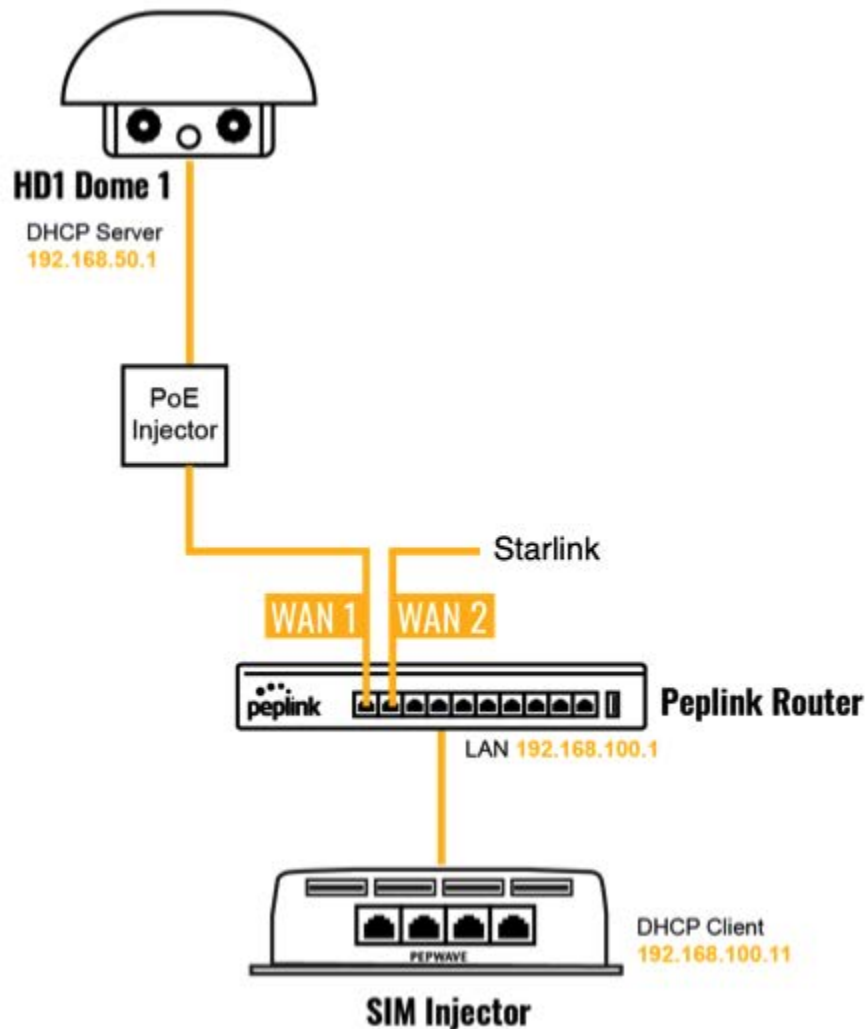 HD1 Dome 1
DHCP Server
192.168.50.1
PoE
Injector
Starlink
WAN 1
WAN 2
peplink
Peplink Router
LAN 192.168.100.1
DHCP Client
192.168.100.11
PEPWAVE
SIM Injector